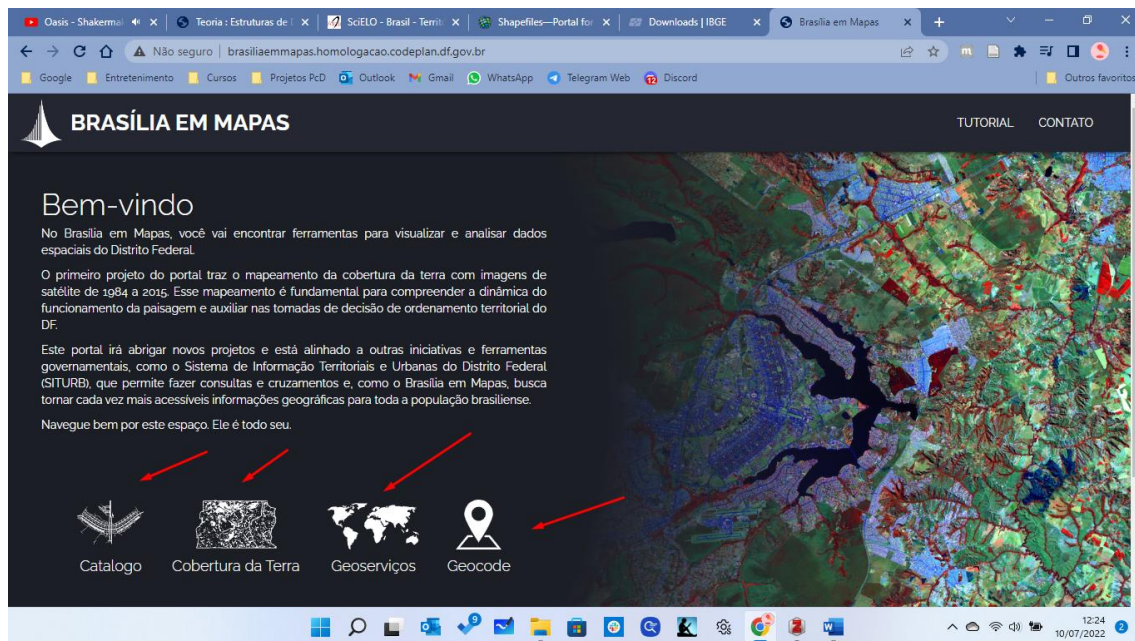 Oasis - Shakerma
Teoria : Estruturas de
SciELO - Brasil - Territ
Shapefiles—Portal for
Downloads | IBGE
Brasília em Mapas
Não seguro | brasiliaemmapas.homologacao.codeplan.df.gov.br
Google
Entretenimento
Cursos
Projetos PcD
Outlook
Gmail
WhatsApp
Telegram Web
Discord
Outros favoritos
BRASÍLIA EM MAPAS
TUTORIAL
CONTATO
Bem-vindo
No Brasília em Mapas, você vai encontrar ferramentas para visualizar e analisar dados
espaciais do Distrito Federal.
O primeiro projeto do portal traz o mapeamento da cobertura da terra com imagens de
satélite de 1984 a 2015. Esse mapeamento é fundamental para compreender a dinâmica do
funcionamento da paisagem e auxiliar nas tomadas de decisão de ordenamento territorial do
DF.
Este portal irá abrigar novos projetos e está alinhado a outras iniciativas e ferramentas
governamentais, como o Sistema de Informação Territoriais e Urbanas do Distrito Federal
(SITURB), que permite fazer consultas e cruzamentos e, como o Brasília em Mapas, busca
tornar cada vez mais acessíveis informações geográficas para toda a população brasiliense.
Navegue bem por este espaço. Ele é todo seu.
Catalogo
Cobertura da Terra
Geoserviços
Geocode
12:24
10/07/2022